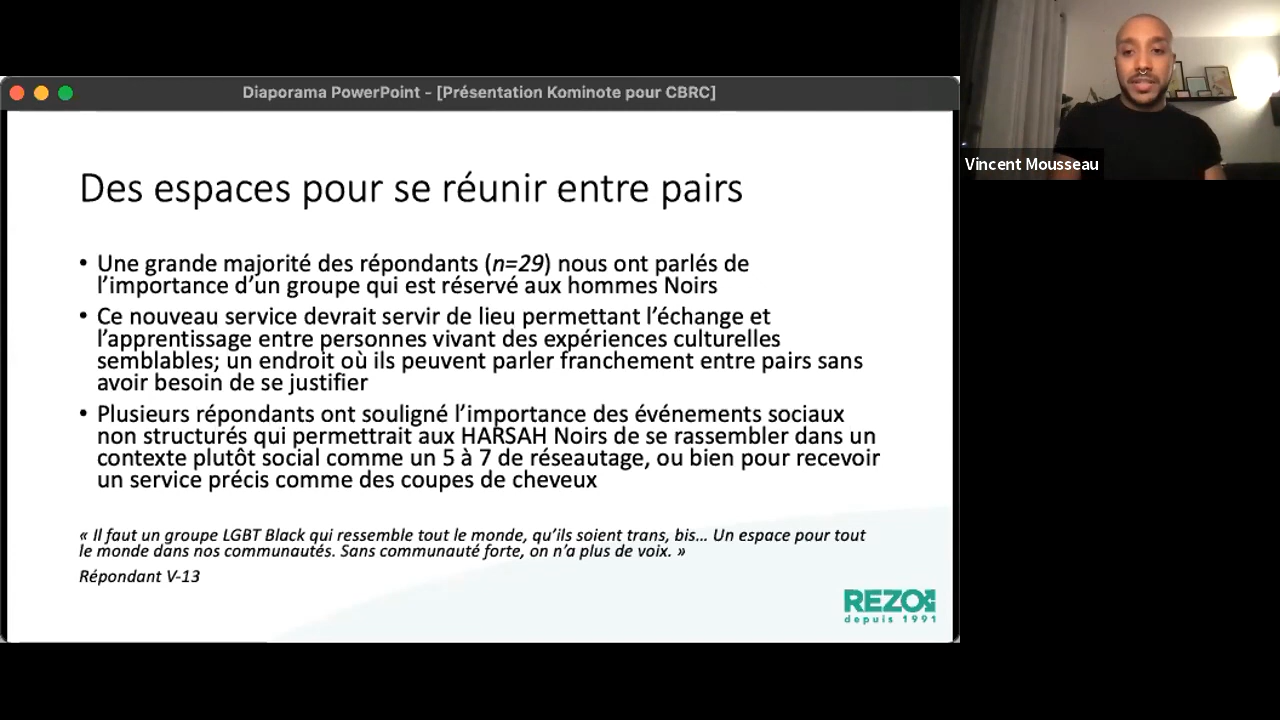 Diaporama PowerPoint - [Présentation Kominote pour CBRC]
Vincent Mousseau
Des espaces pour se réunir entre pairs
• Une grande majorité des répondants (n=29) nous ont parlés de
l’importance d’un groupe qui est réservé aux hommes Noirs
• Ce nouveau service devrait servir de lieu permettant l’échange et
l’apprentissage entre personnes vivant des expériences culturelles
semblables; un endroit où ils peuvent parler franchement entre pairs sans
avoir besoin de se justifier
• Plusieurs répondants ont souligné l’importance des événements sociaux
non structurés qui permettrait aux HARSAH Noirs de se rassembler dans un
contexte plutôt social comme un 5 à 7 de réseautage, ou bien pour recevoir
un service précis comme des coupes de cheveux
« Il faut un groupe LGBT Black qui ressemble tout le monde, qu’ils soient trans, bis… Un espace pour tout
le monde dans nos communautés. Sans communauté forte, on n’a plus de voix. »
Répondant V-13
REZO
depuis 1991